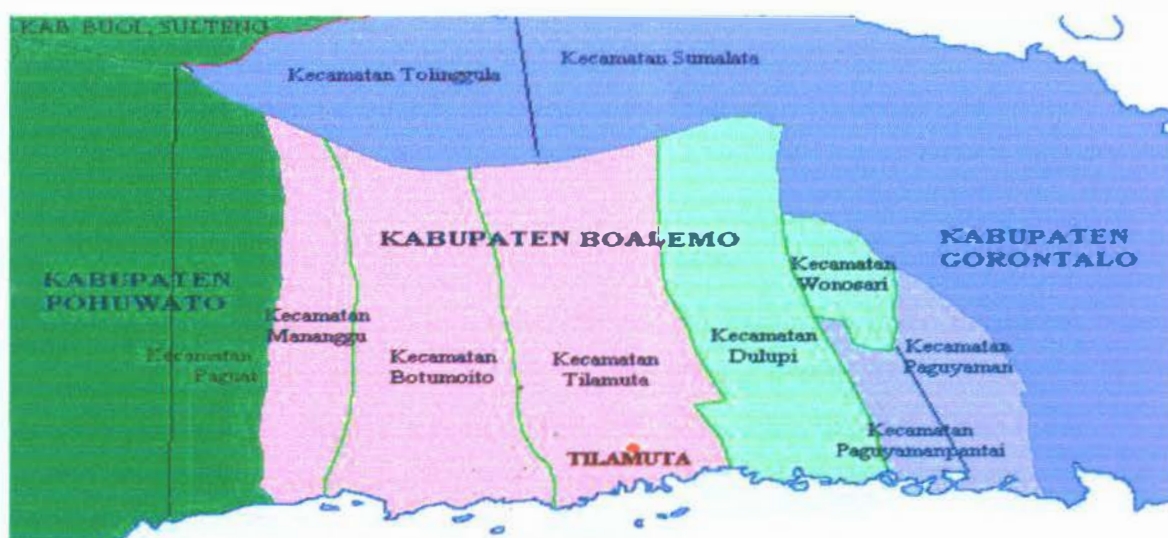 KAB. BUOL, SULTENG
Kecamatan Tolinggula
Kecamatan Sumalata
KABUPATEN BOALEMO
KABUPATEN
GORONTALO
KABUPATEN
POHUWATO
Kecamatan
Wonosari
Kecamatan
Mananggu
Kecamatan
Paguat
Kecamatan
Botumoito
Kecamatan
Tilamuta
Kecamatan
Dulupi
Kecamatan
Paguyaman
Kecamatan
Paguyamanpantai
TILAMUTA